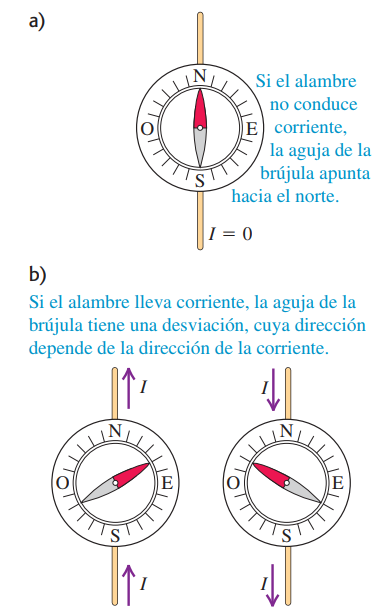 a)
N
Si el alambre
no conduce
O
E
corriente,
la aguja de la
brújula apunta
S
hacia el norte.
I = 0
b)
Si el alambre lleva corriente, la aguja de la
brújula tiene una desviación, cuya dirección
depende de la dirección de la corriente.
I
I
N
N
O
E
O
E
S
S
I
I